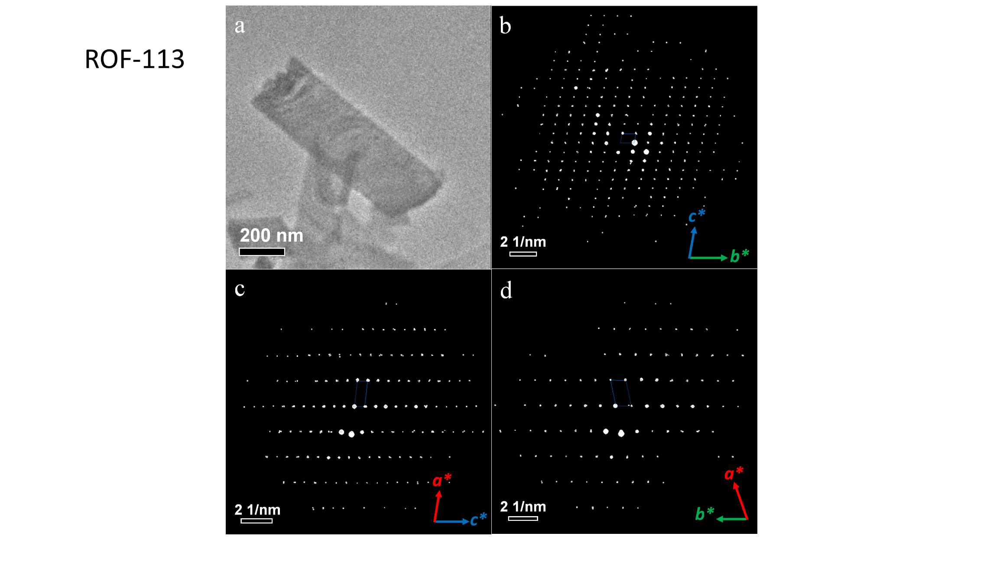 ROF-113
a
200 nm
b
2 1/nm
c*
b*
c
2 1/nm
a*
c*
d
2 1/nm
a*
b*